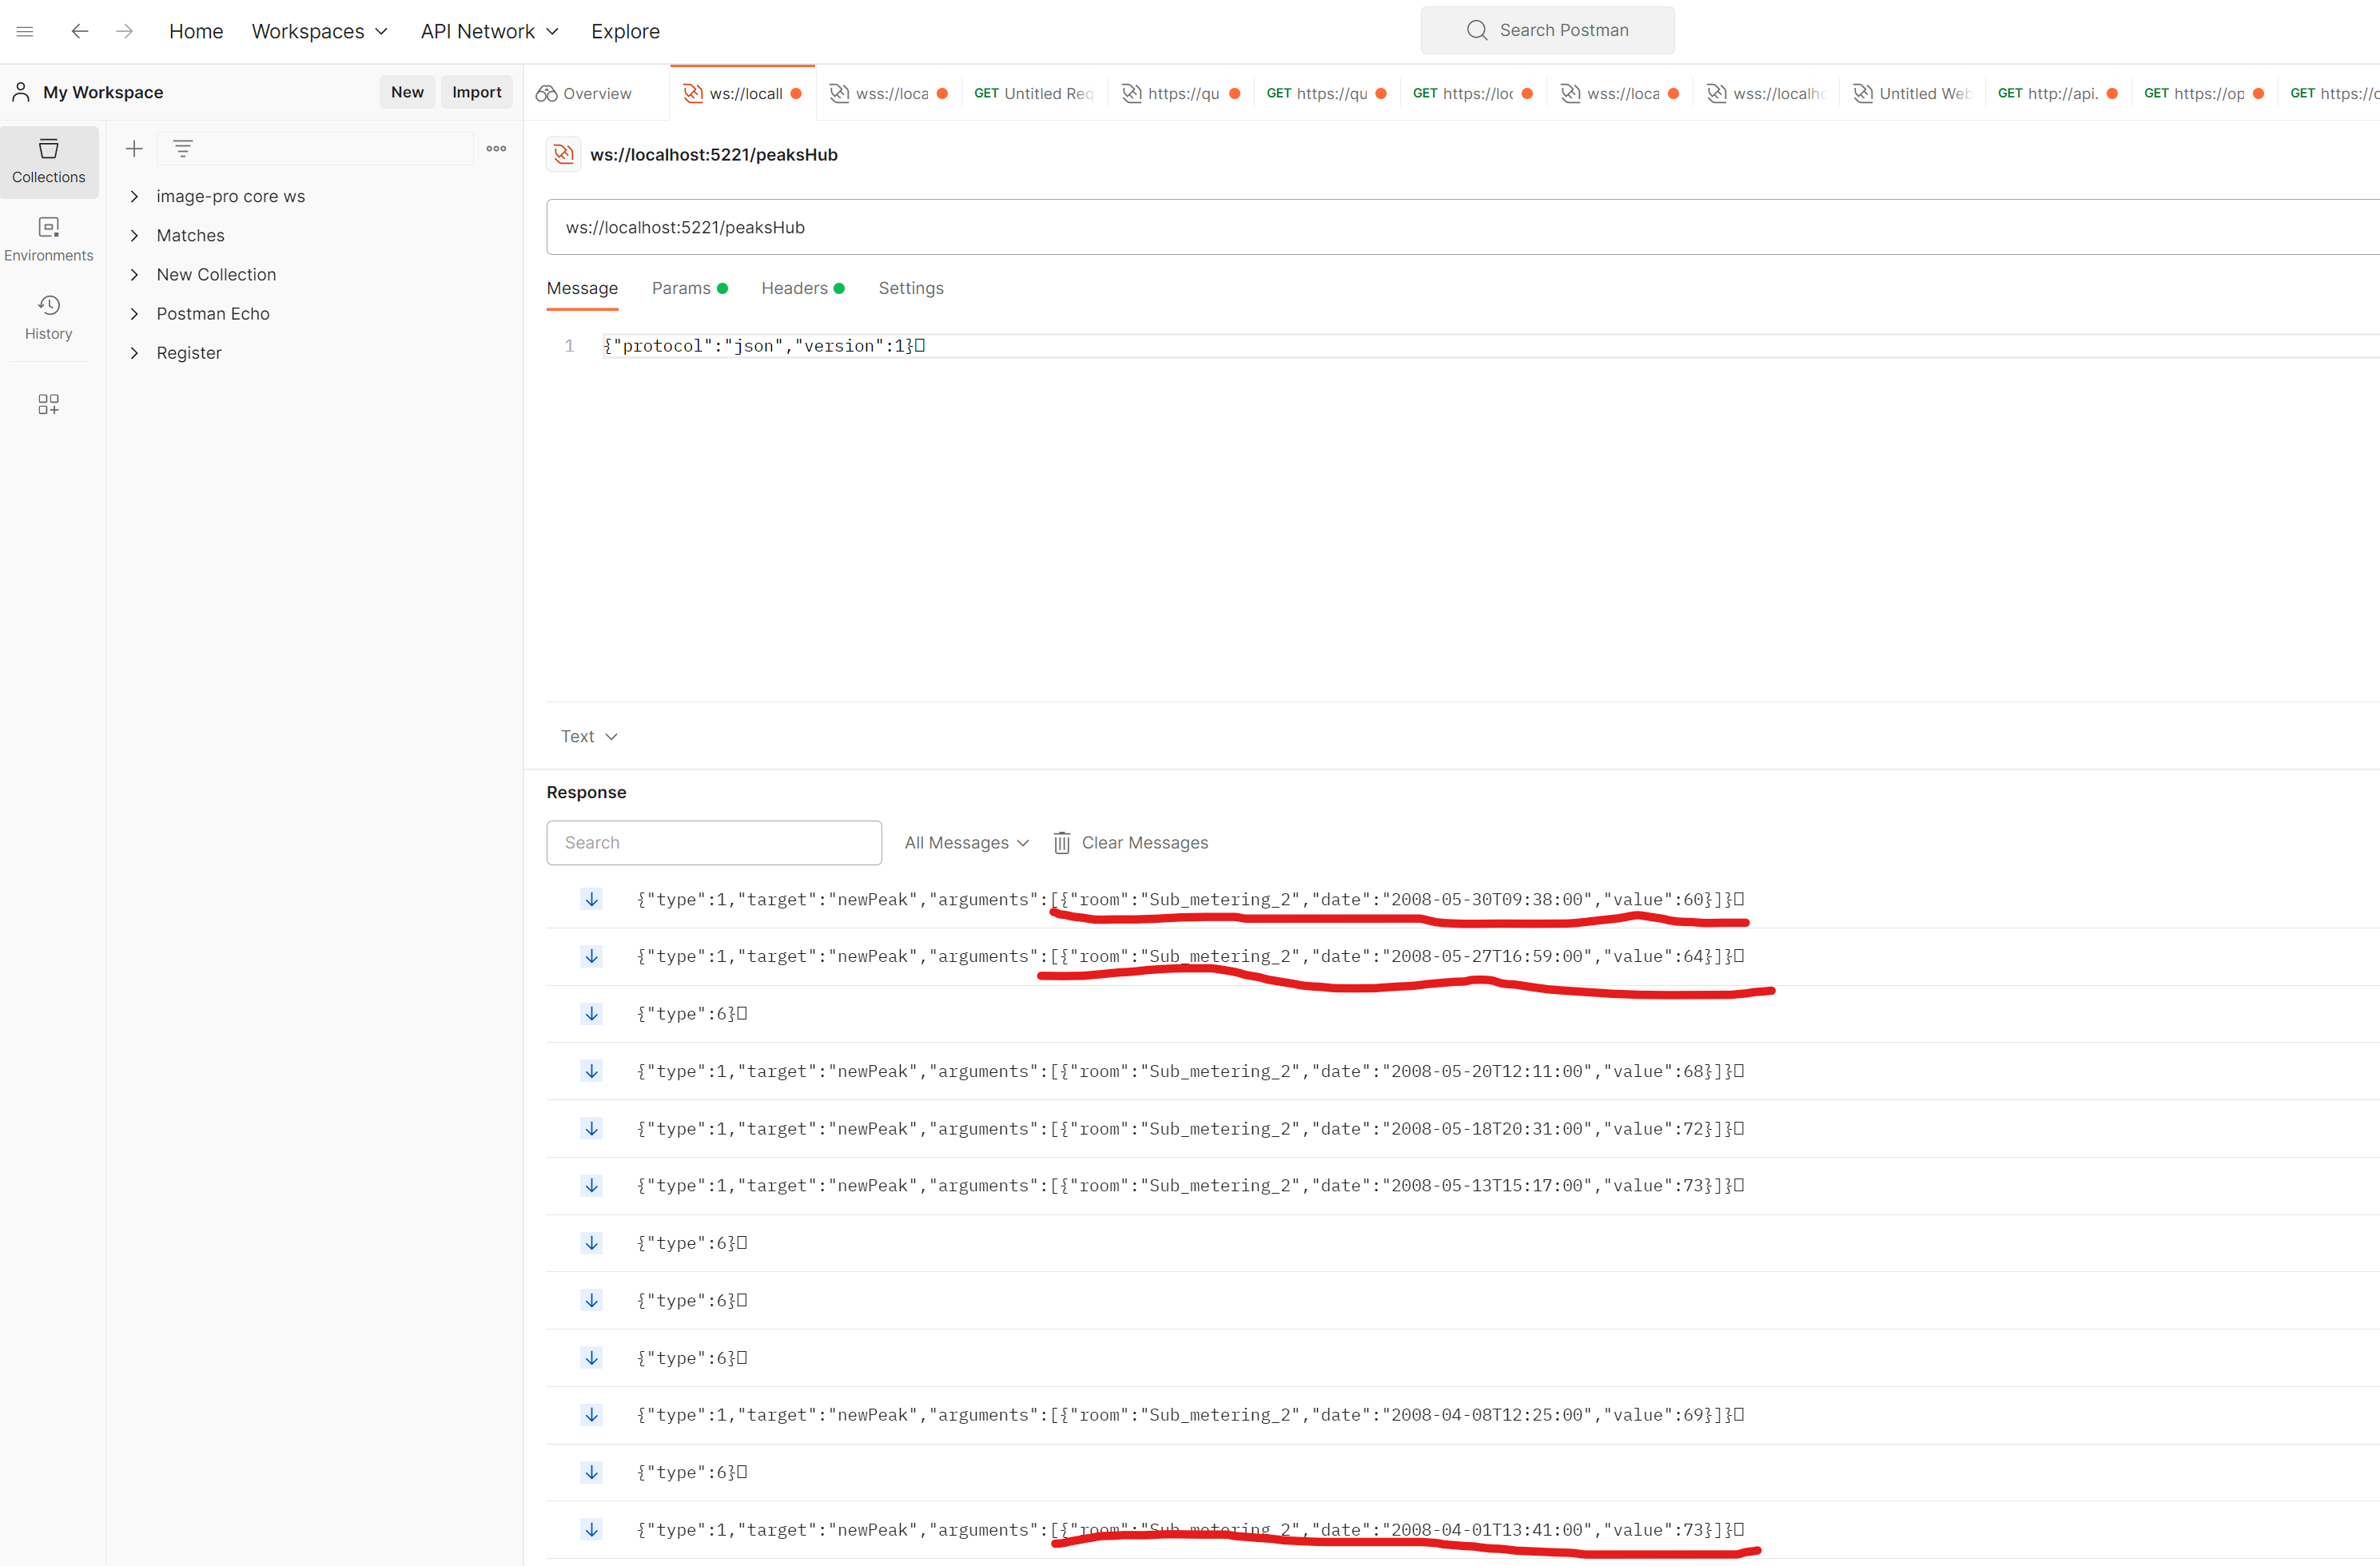 Home Workspaces API Network Explore Search Postman
My Workspace New Import
Overview ws://locall wss://loca GET Untitled Req https://qu GET https://qu GET https://loc wss://loca wss://localho Untitled Web GET http://api. GET https://op GET https://c
Collections
Environments
History
image-pro core ws
Matches
New Collection
Postman Echo
Register
ws://localhost:5221/peaksHub
ws://localhost:5221/peaksHub
Message Params Headers Settings
1 {"protocol":"json","version":1}
Text
Response
Search All Messages Clear Messages
{"type":1,"target":"newPeak","arguments":[{"room":"Sub_metering_2","date":"2008-05-30T09:38:00","value":60}]}
{"type":1,"target":"newPeak","arguments":[{"room":"Sub_metering_2","date":"2008-05-27T16:59:00","value":64}]}
{"type":6}
{"type":1,"target":"newPeak","arguments":[{"room":"Sub_metering_2","date":"2008-05-20T12:11:00","value":68}]}
{"type":1,"target":"newPeak","arguments":[{"room":"Sub_metering_2","date":"2008-05-18T20:31:00","value":72}]}
{"type":1,"target":"newPeak","arguments":[{"room":"Sub_metering_2","date":"2008-05-13T15:17:00","value":73}]}
{"type":6}
{"type":6}
{"type":6}
{"type":1,"target":"newPeak","arguments":[{"room":"Sub_metering_2","date":"2008-04-08T12:25:00","value":69}]}
{"type":6}
{"type":1,"target":"newPeak","arguments":[{"room":"Sub_metering_2","date":"2008-04-01T13:41:00","value":73}]}